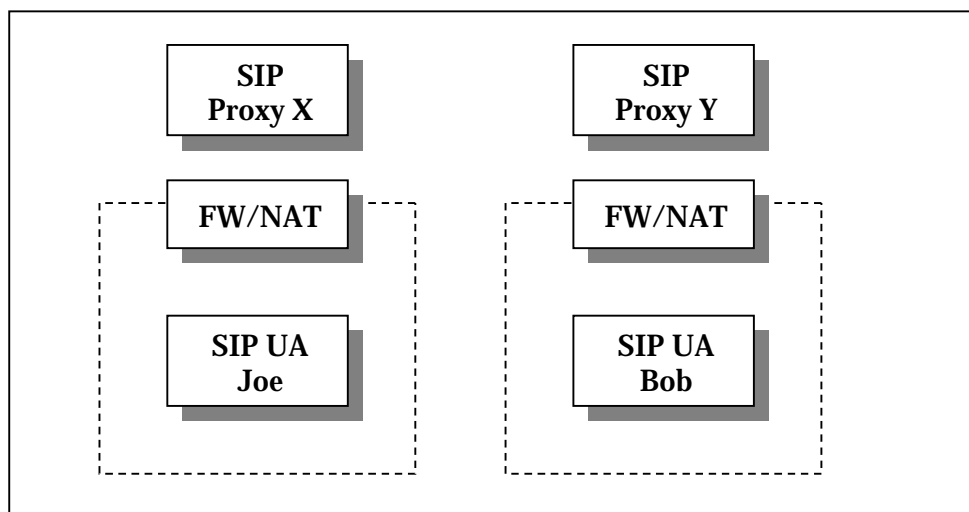 SIP
Proxy X
SIP
Proxy Y
FW/NAT
FW/NAT
SIP UA
Joe
SIP UA
Bob